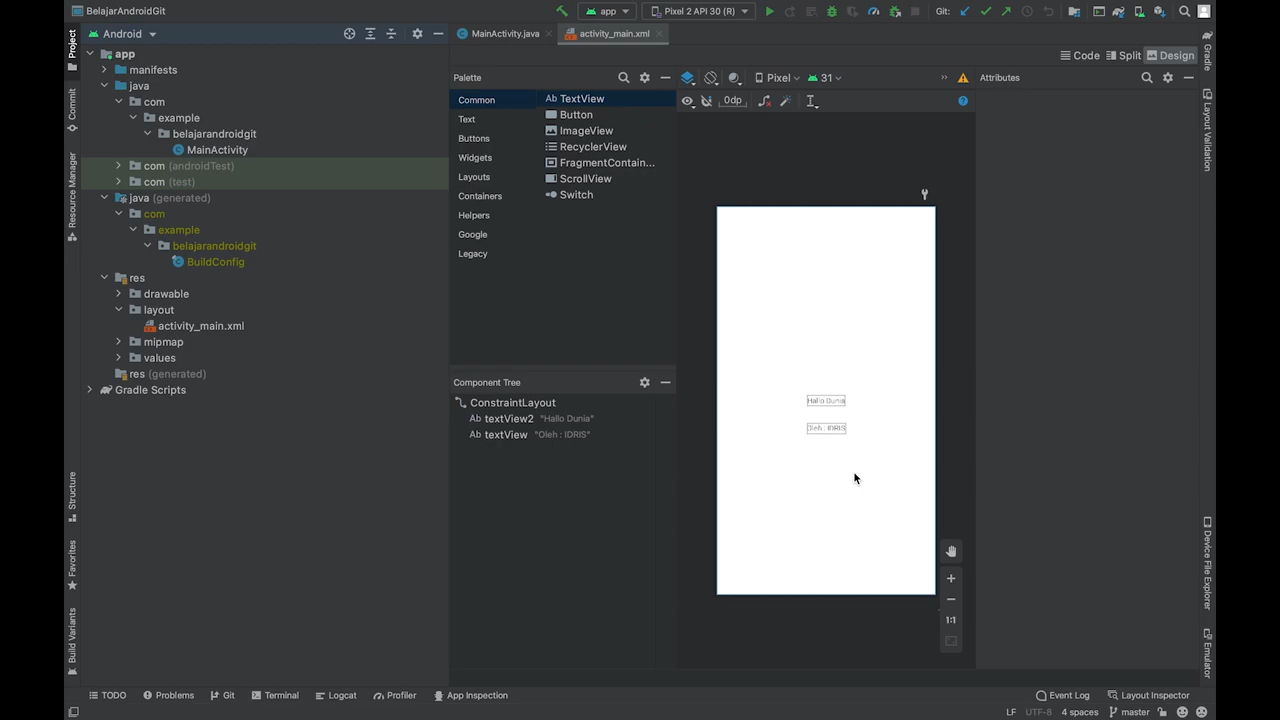 BelajarAndroidGit
app
Pixel 2 API 30 (R)
Git:
Android
MainActivity.java
activity_main.xml
Code
Split
Design
Project
Commit
Resource Manager
Structure
Favorites
Build Variants
app
manifests
java
com
example
belajarandroidgit
MainActivity
com (androidTest)
com (test)
java (generated)
com
example
belajarandroidgit
BuildConfig
res
drawable
layout
activity_main.xml
mipmap
values
res (generated)
Gradle Scripts
Palette
Common
Text
Buttons
Widgets
Layouts
Containers
Helpers
Google
Legacy
Ab TextView
Button
ImageView
RecyclerView
FragmentContain...
ScrollView
Switch
Component Tree
ConstraintLayout
Ab textView2 "Hallo Dunia"
Ab textView "Oleh : IDRIS"
Pixel
31
0dp
Hallo Dunia
Oleh : IDRIS
1:1
Attributes
Gradle
Layout Validation
Device File Explorer
Emulator
TODO
Problems
Git
Terminal
Logcat
Profiler
App Inspection
Event Log
Layout Inspector
LF
UTF-8
4 spaces
master